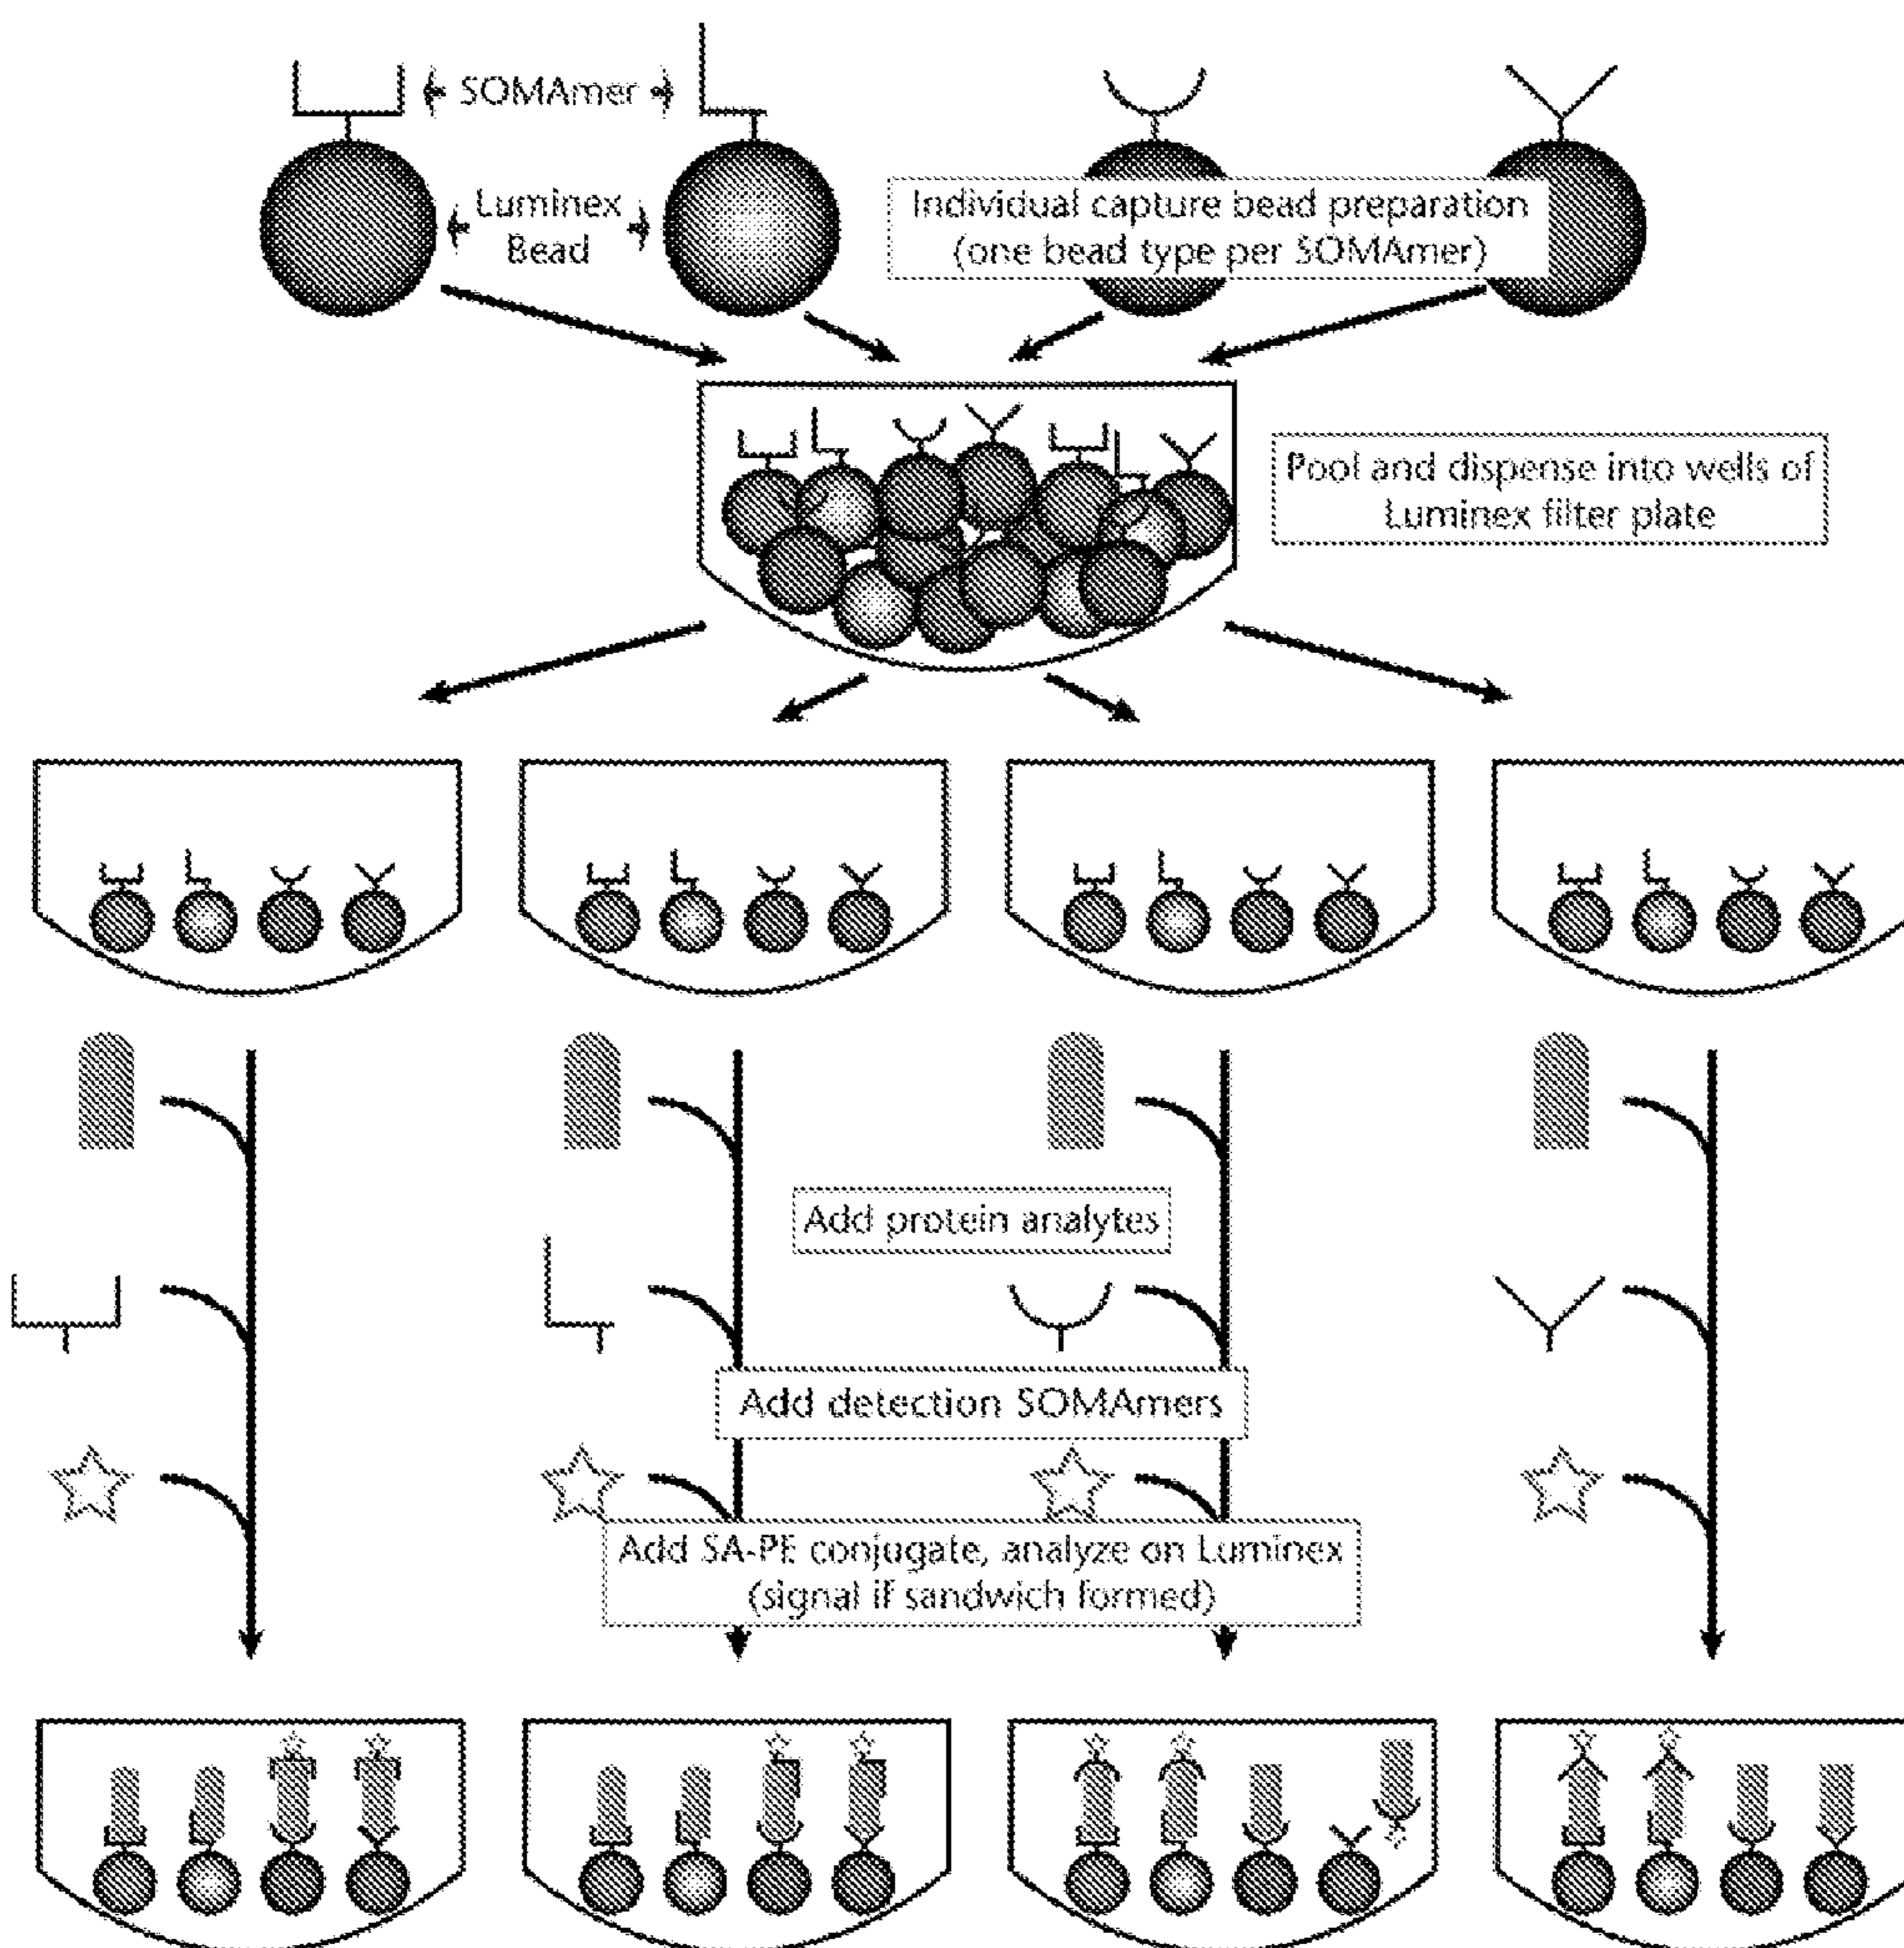 SOMAmer
Luminex
Bead
Individual capture bead preparation
(one bead type per SOMAmer)
Pool and dispense into wells of
Luminex filter plate
Add protein analytes
Add detection SOMAmers
Add SA-PE conjugate, analyze on Luminex
(signal if sandwich formed)